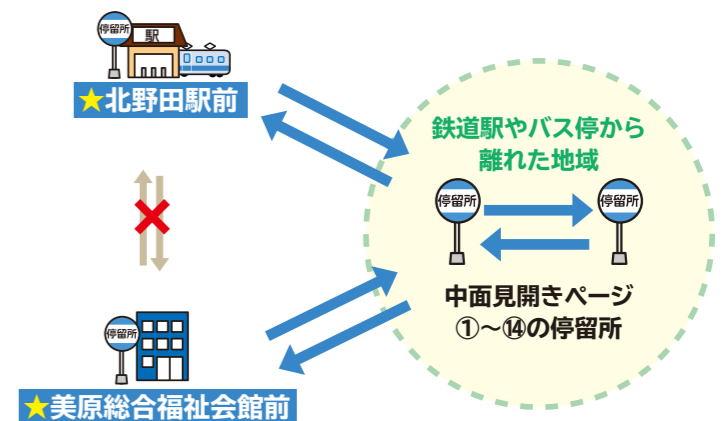 停留所
駅
★北野田駅前
鉄道駅やバス停から
離れた地域
停留所
停留所
中面見開きページ
①～⑭の停留所
停留所
★美原総合福祉会館前